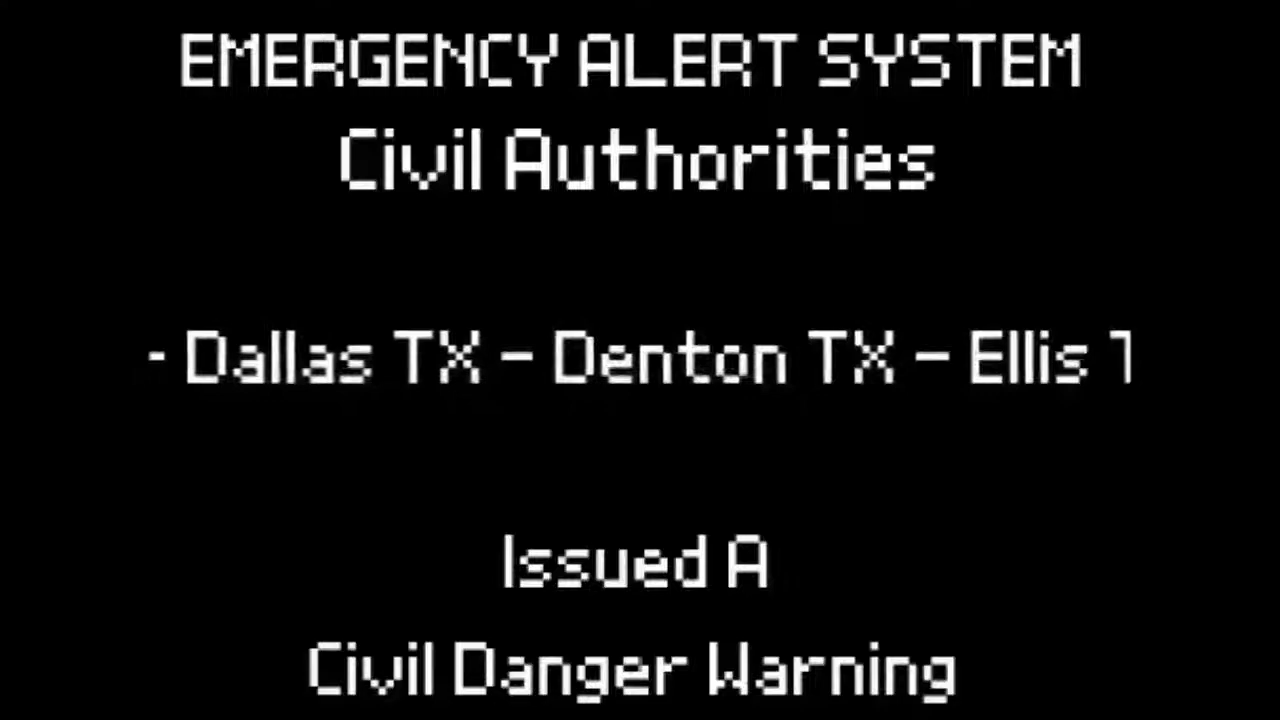 EMERGENCY ALERT SYSTEM
Civil Authorities
- Dallas TX - Denton TX - Ellis T
Issued A
Civil Danger Warning